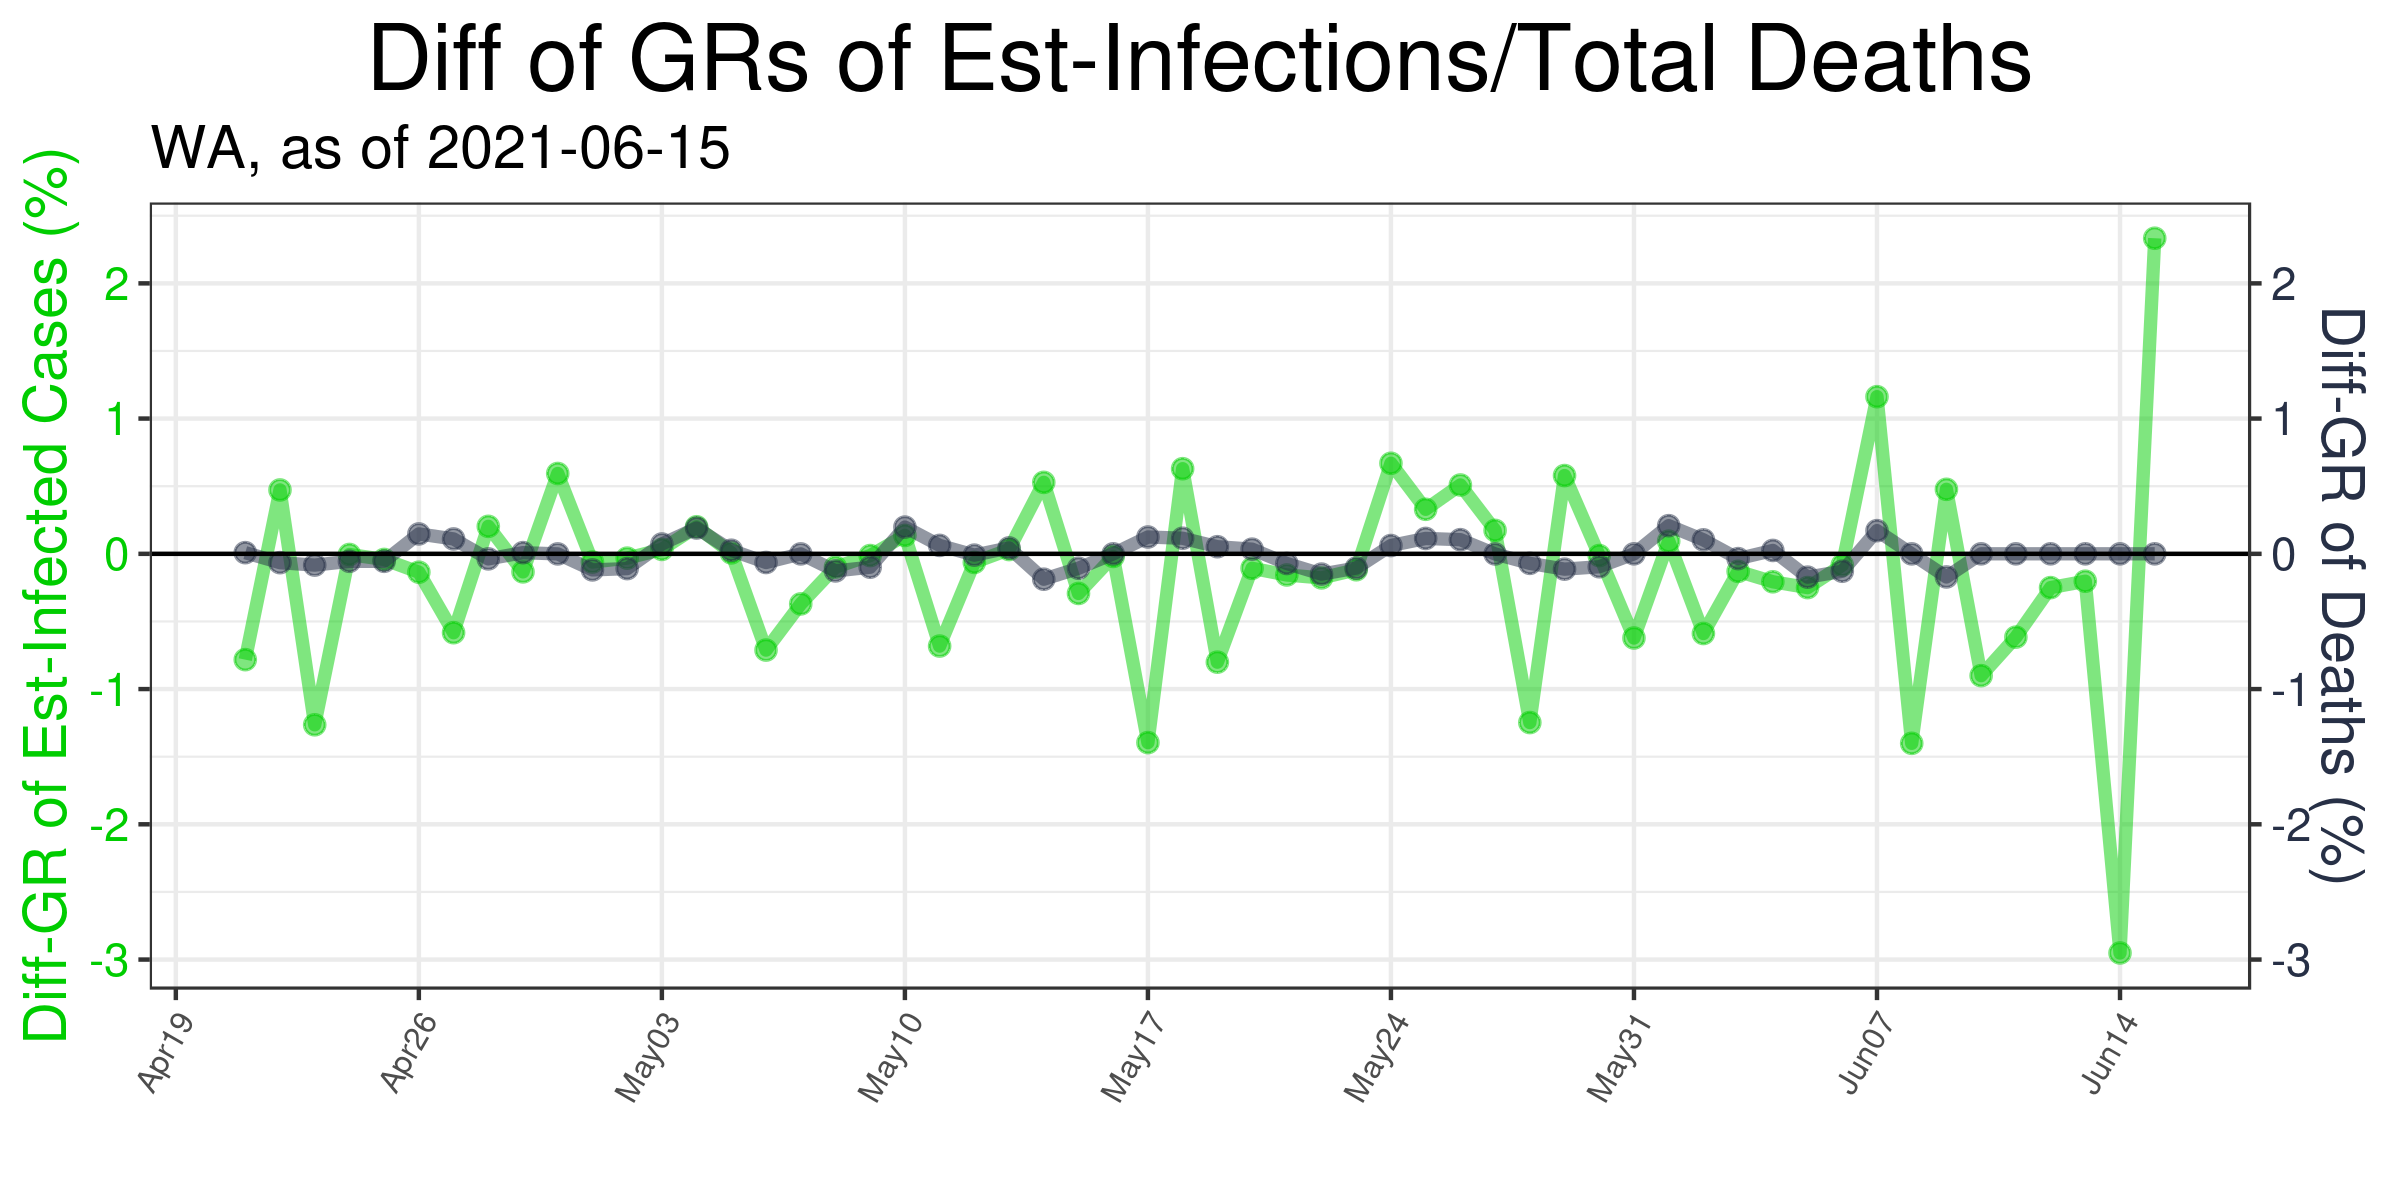 Diff of GRs of Est-Infections/Total Deaths
WA, as of 2021-06-15
Diff-GR of Est-Infected Cases (%)
2
1
0
-1
-2
-3
2
1
0
-1
-2
-3
Diff-GR of Deaths (%)
Apr19
Apr26
May03
May10
May17
May24
May31
Jun07
Jun14